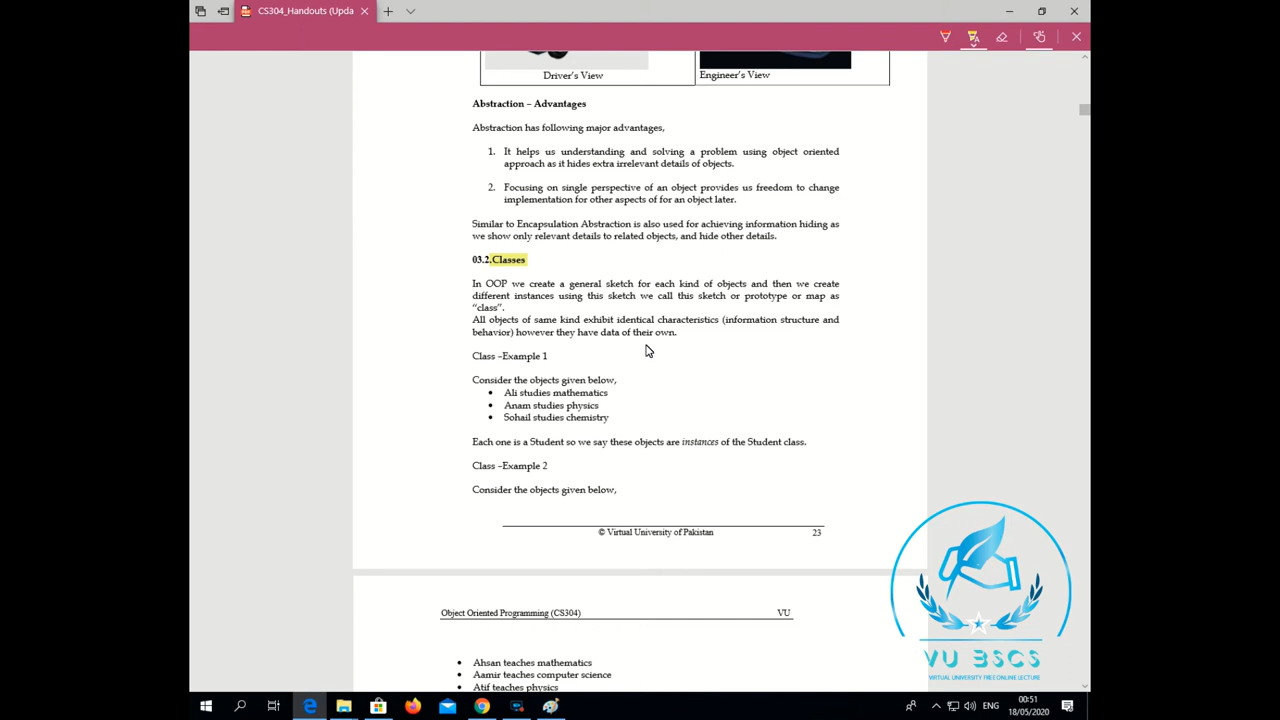 CS304_Handouts (Upda
Driver's View
Engineer's View
Abstraction – Advantages
Abstraction has following major advantages,
1. It helps us understanding and solving a problem using object oriented
approach as it hides extra irrelevant details of objects.
2. Focusing on single perspective of an object provides us freedom to change
implementation for other aspects of for an object later.
Similar to Encapsulation Abstraction is also used for achieving information hiding as
we show only relevant details to related objects, and hide other details.
03.2.Classes
In OOP we create a general sketch for each kind of objects and then we create
different instances using this sketch we call this sketch or prototype or map as
“class”.
All objects of same kind exhibit identical characteristics (information structure and
behavior) however they have data of their own.
Class –Example 1
Consider the objects given below,
• Ali studies mathematics
• Anam studies physics
• Sohail studies chemistry
Each one is a Student so we say these objects are instances of the Student class.
Class –Example 2
Consider the objects given below,
© Virtual University of Pakistan 23
Object Oriented Programming (CS304) VU
• Ahsan teaches mathematics
• Aamir teaches computer science
• Atif teaches physics
VU BSCS
VIRTUAL UNIVERSITY FREE ONLINE LECTURE
ENG
00:51
18/05/2020